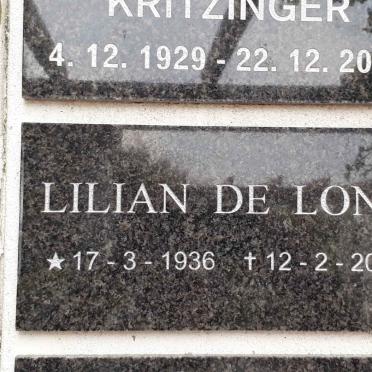 KRITZINGER
4. 12. 1929 - 22. 12. 20
LILIAN DE LON
★ 17 - 3 - 1936 † 12 - 2 - 20